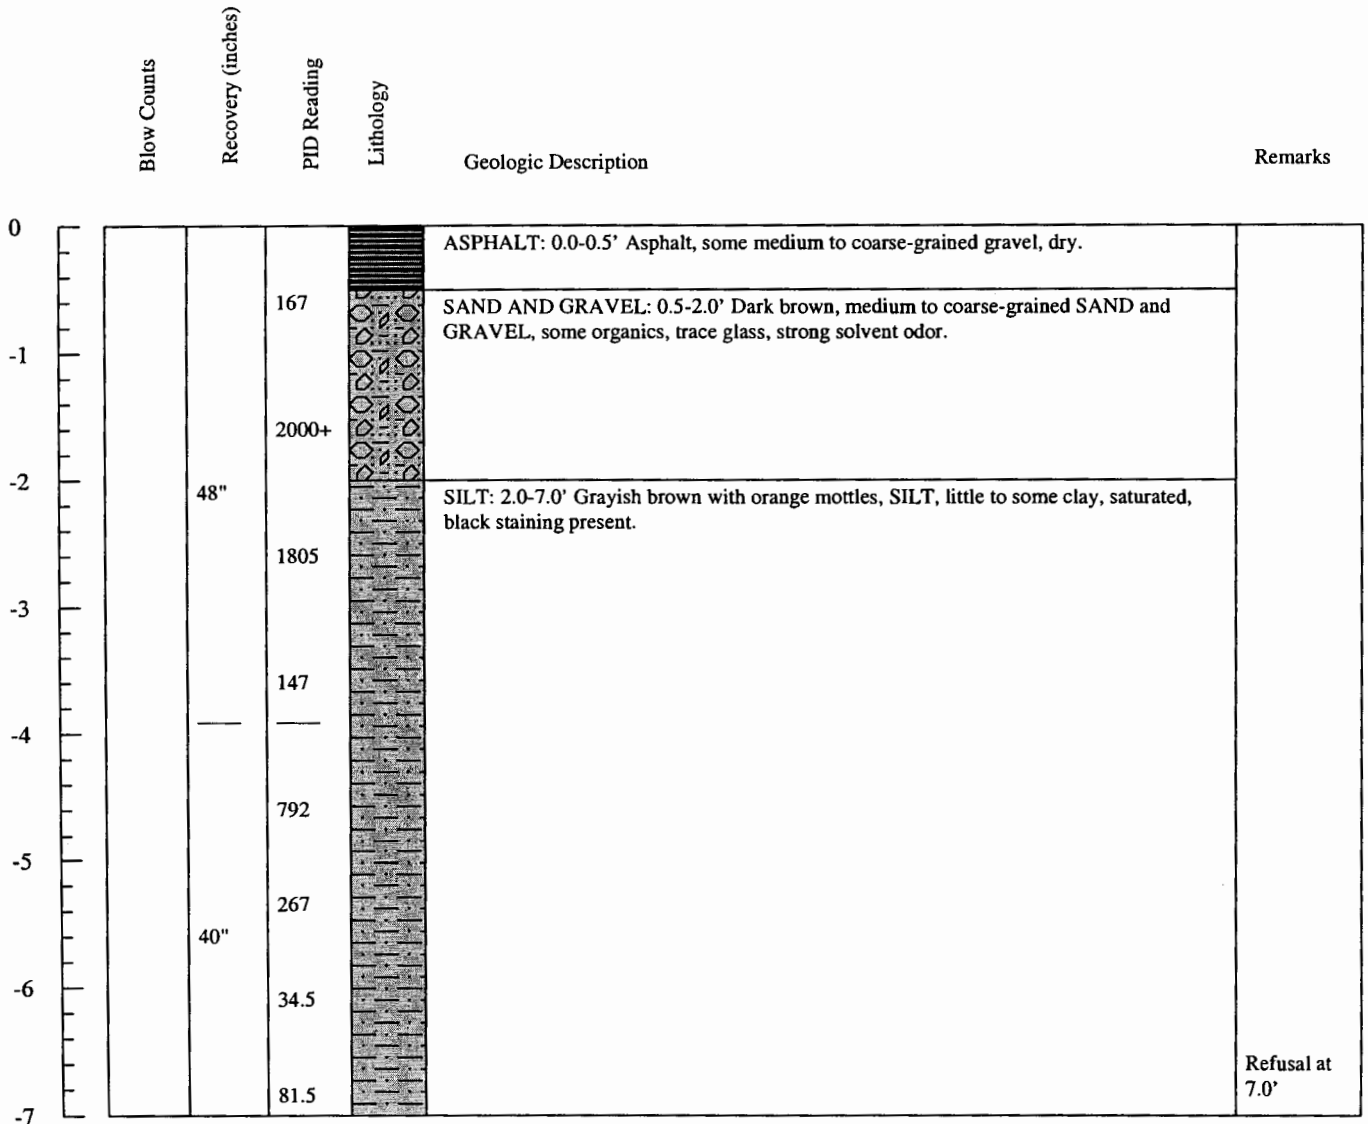 Blow Counts
Recovery (inches)
PID Reading
Lithology
Geologic Description
Remarks
0
ASPHALT: 0.0-0.5' Asphalt, some medium to coarse-grained gravel, dry.
167
SAND AND GRAVEL: 0.5-2.0' Dark brown, medium to coarse-grained SAND and
GRAVEL, some organics, trace glass, strong solvent odor.
-1
2000+
-2
48"
SILT: 2.0-7.0' Grayish brown with orange mottles, SILT, little to some clay, saturated,
black staining present.
1805
-3
147
-4
792
-5
267
40"
-6
34.5
Refusal at
7.0'
81.5
-7